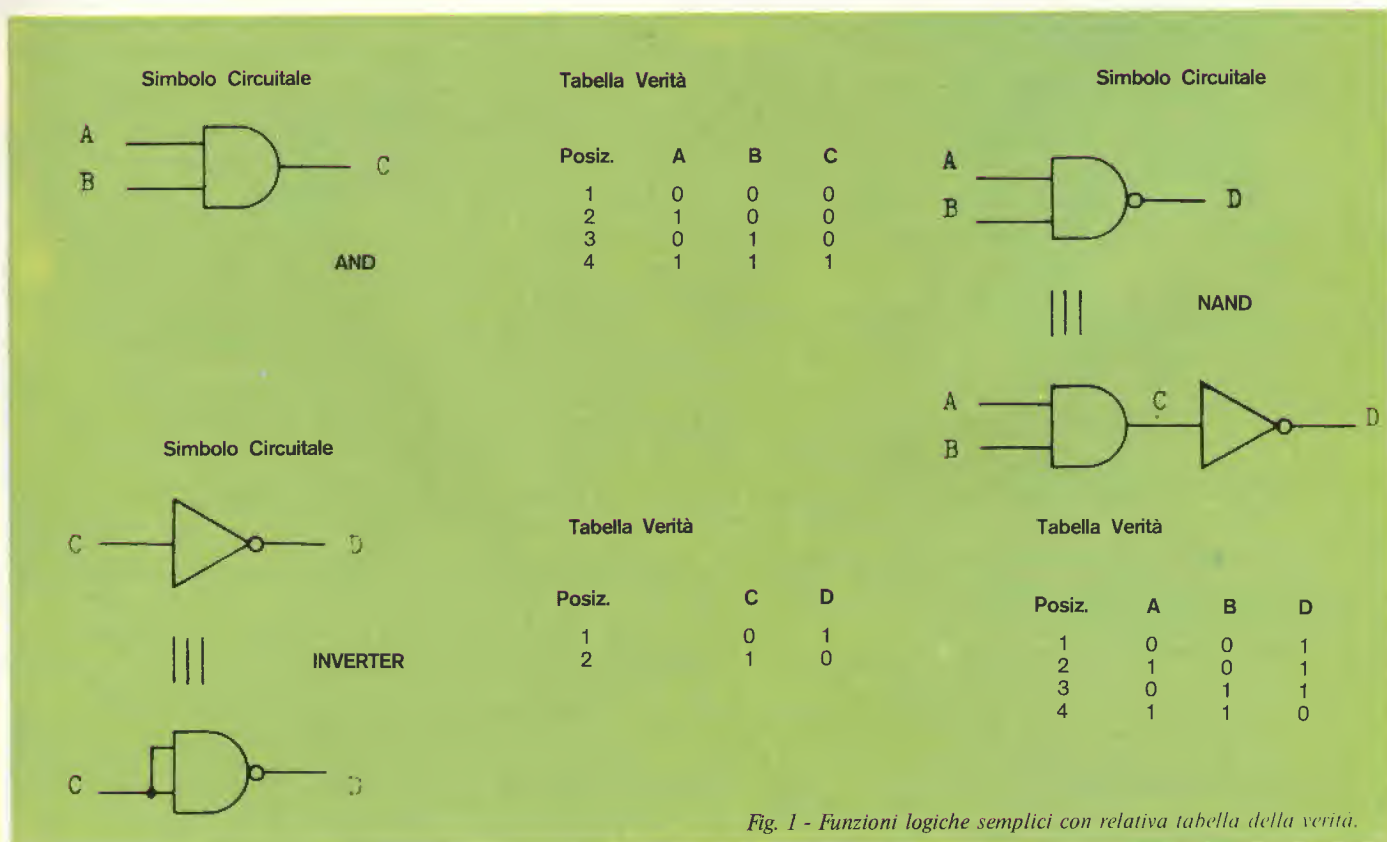 Simbolo Circuitale
A
B
C
AND
Tabella Verità
Posiz. A B C
1 0 0 0
2 1 0 0
3 0 1 0
4 1 1 1
Simbolo Circuitale
A
B
D
NAND
A
B
C
D
Simbolo Circuitale
C
D
INVERTER
C
D
Tabella Verità
Posiz. C D
1 0 1
2 1 0
Tabella Verità
Posiz. A B D
1 0 0 1
2 1 0 1
3 0 1 1
4 1 1 0
Fig. 1 - Funzioni logiche semplici con relativa tabella della verità.